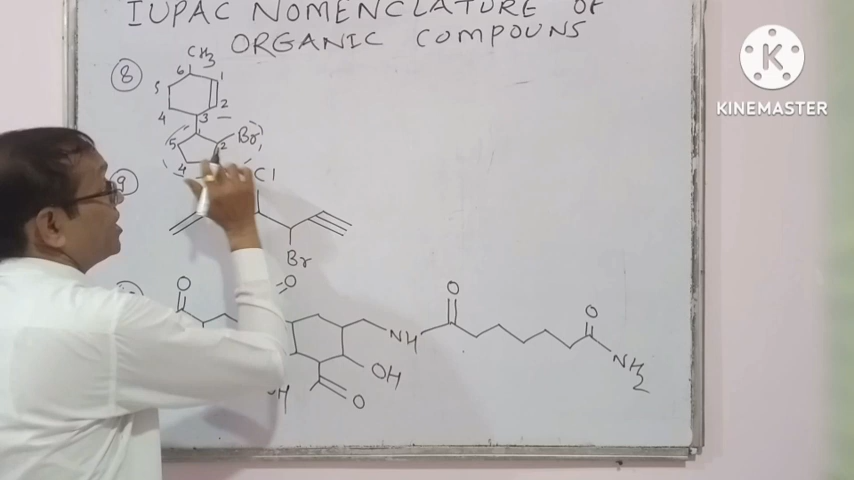 IUPAC NOMENCLATURE OF
ORGANIC COMPOUNS
K
KINEMASTER
8
CH3
6
1
5
2
3
4
Br
5
2
4
9
Cl
Br
O
O
O
O
NH
OH
NH2
O